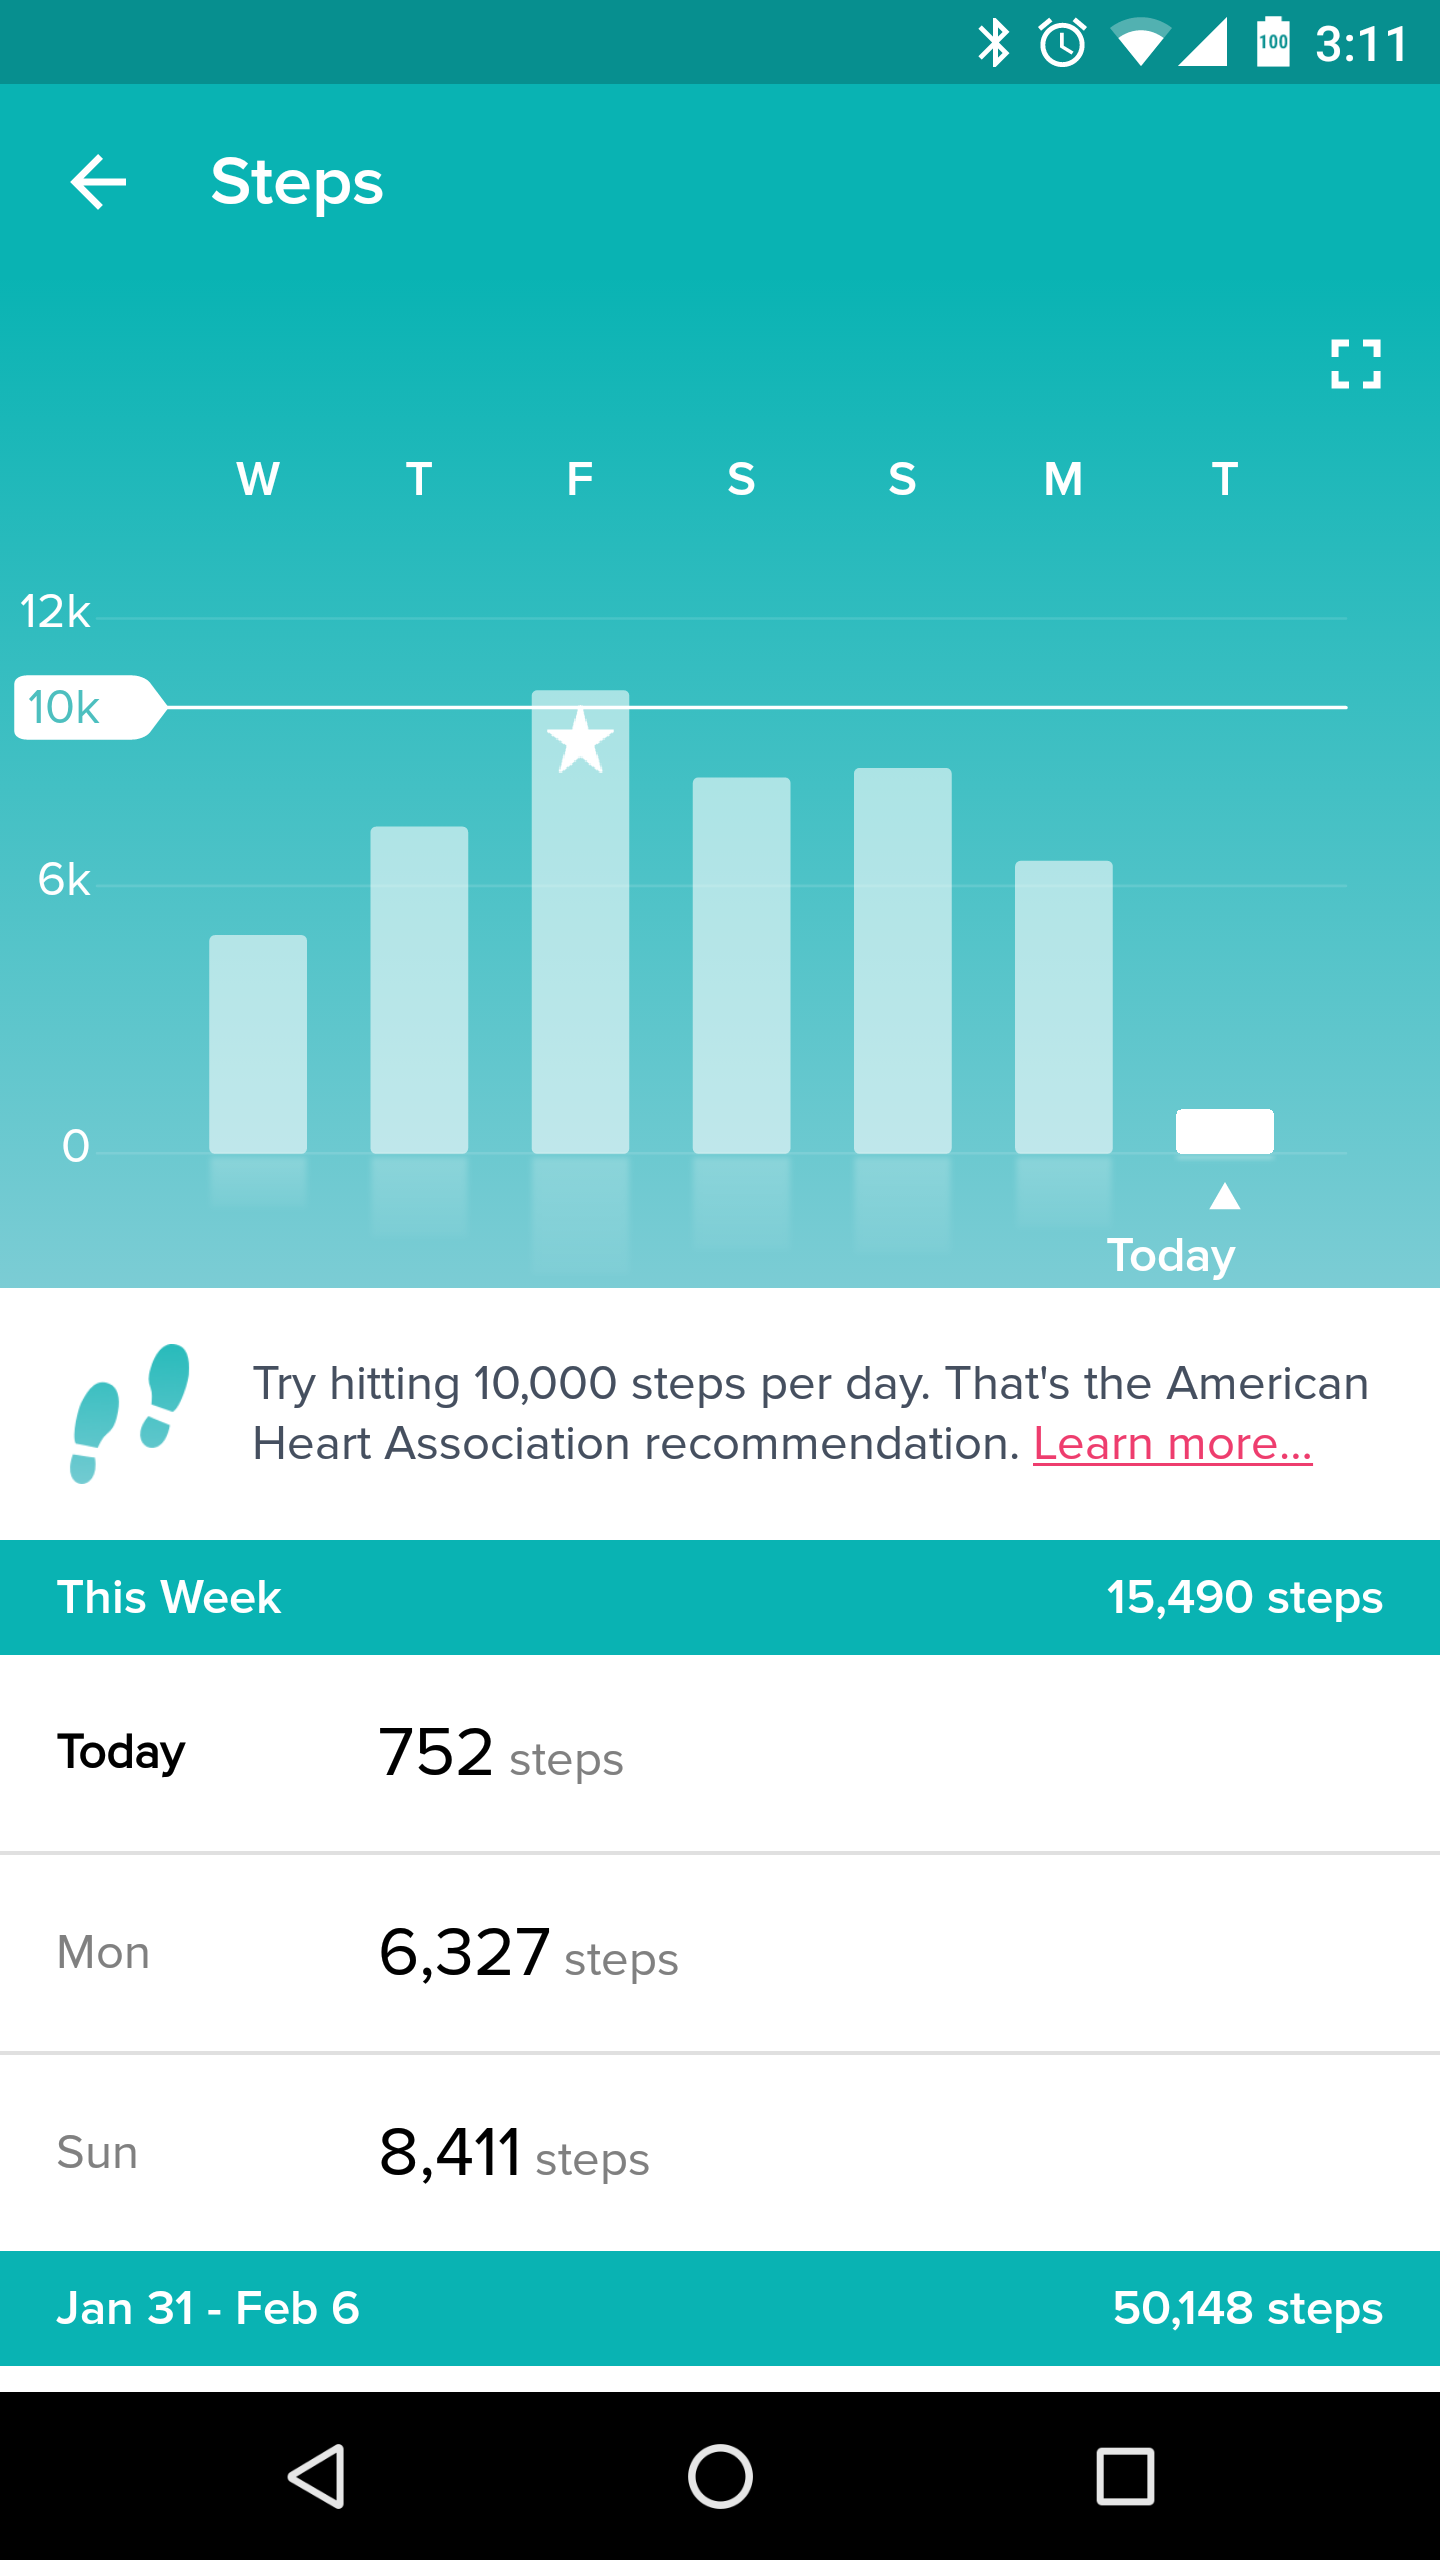 100 3:11
Steps
W T F S S M T
12k
10k
6k
0
Today
Try hitting 10,000 steps per day. That's the American
Heart Association recommendation. Learn more...
This Week 15,490 steps
Today 752 steps
Mon 6,327 steps
Sun 8,411 steps
Jan 31 - Feb 6 50,148 steps